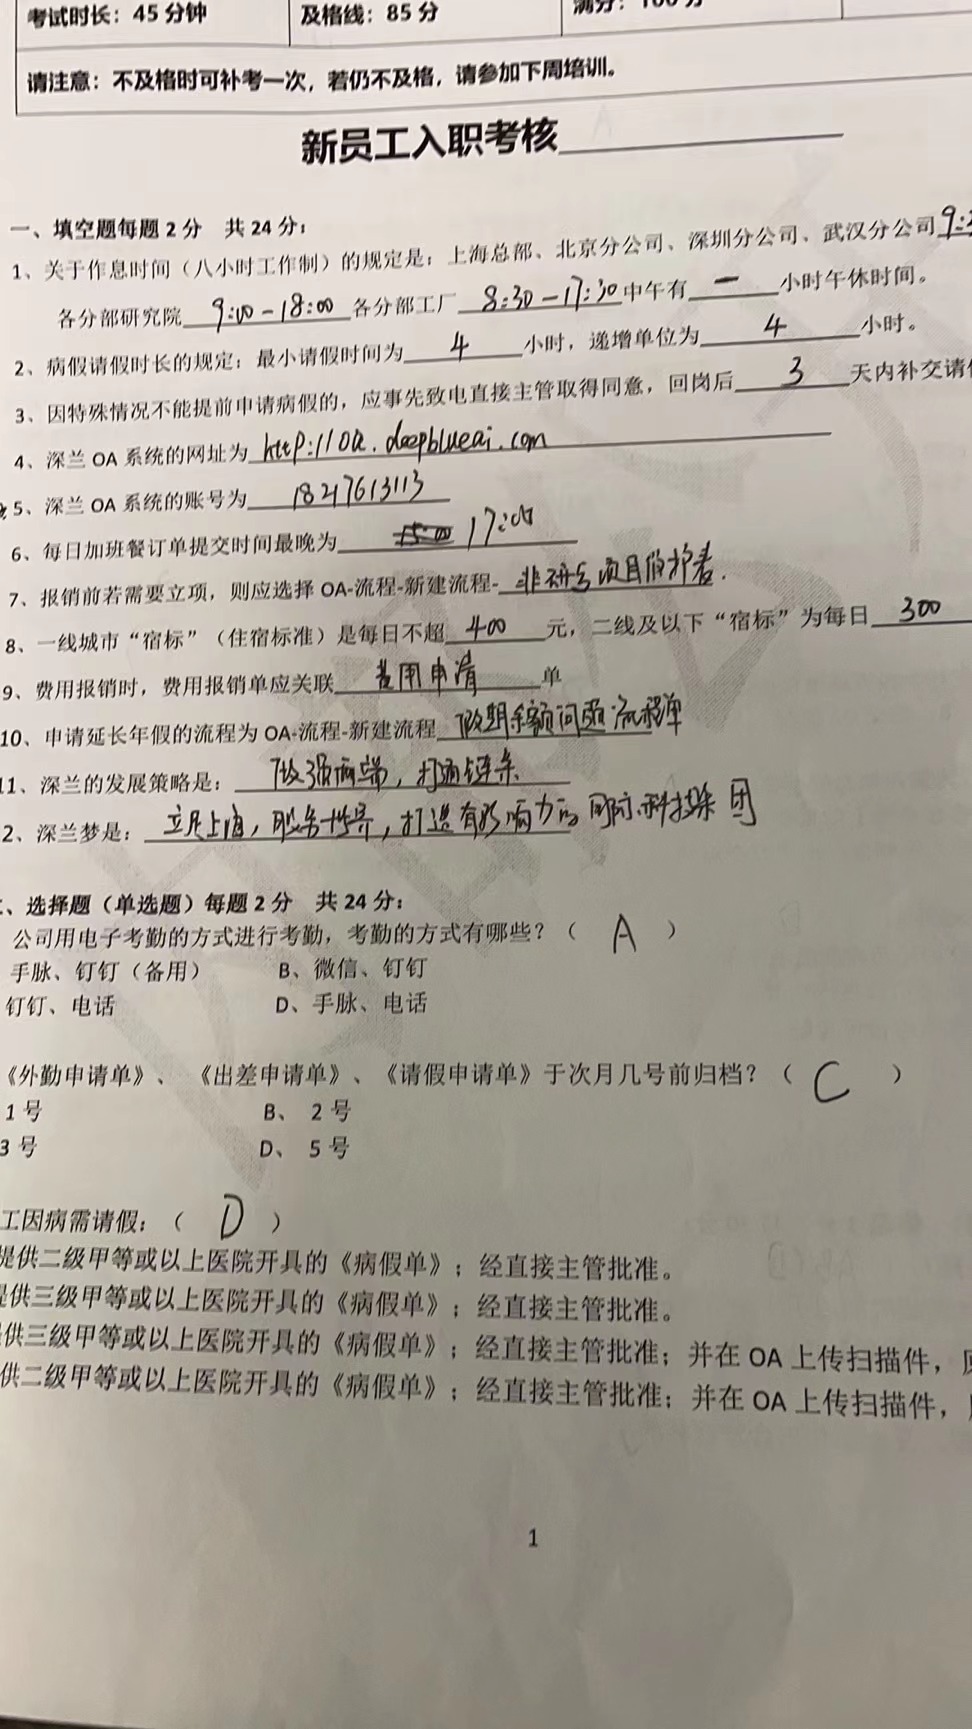 考试时长：45 分钟 及格线：85 分 满分：100 分
请注意：不及格时可补考一次，若仍不及格，请参加下周培训。
新员工入职考核
一、填空题每题 2 分 共 24 分：
1、关于作息时间（八小时工作制）的规定是：上海总部、北京分公司、深圳分公司、武汉分公司 9:3
各分部研究院 9:00-18:00 各分部工厂 8:30-17:30 中午有 一 小时午休时间。
2、病假请假时长的规定：最小请假时间为 4 小时，递增单位为 4 小时。
3、因特殊情况不能提前申请病假的，应事先致电直接主管取得同意，回岗后 3 天内补交请
4、深兰 OA 系统的网址为 http://oa.deepblueai.com
5、深兰 OA 系统的账号为 18217613113
6、每日加班餐订单提交时间最晚为 17:00
7、报销前若需要立项，则应选择 OA-流程-新建流程- 非研发项目保护表.
8、一线城市“宿标”（住宿标准）是每日不超 400 元，二线及以下“宿标”为每日 300
9、费用报销时，费用报销单应关联 费用申请 单
10、申请延长年假的流程为 OA-流程-新建流程 假期余额问题流程单
11、深兰的发展策略是： 做强两端，打通链条
2、深兰梦是： 立足上海，服务世界，打造有影响力的 科技集团
、选择题（单选题）每题 2 分 共 24 分：
公司用电子考勤的方式进行考勤，考勤的方式有哪些？（ A ）
手脉、钉钉（备用） B、微信、钉钉
钉钉、电话 D、手脉、电话
《外勤申请单》、《出差申请单》、《请假申请单》于次月几号前归档？（ C ）
1 号 B、 2 号
3 号 D、 5 号
工因病需请假：（ D ）
提供二级甲等或以上医院开具的《病假单》；经直接主管批准。
提供三级甲等或以上医院开具的《病假单》；经直接主管批准。
供三级甲等或以上医院开具的《病假单》；经直接主管批准；并在 OA 上传扫描件，
供二级甲等或以上医院开具的《病假单》；经直接主管批准；并在 OA 上传扫描件，
1